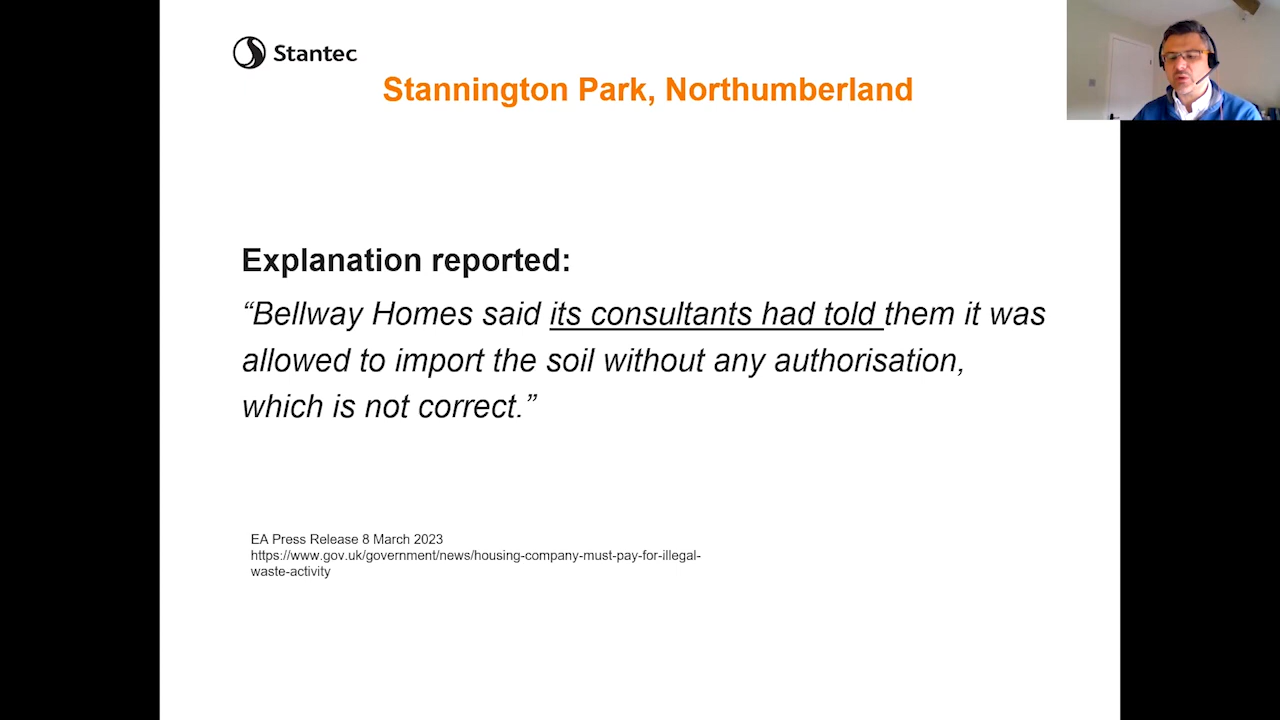 Stantec
Stannington Park, Northumberland
Explanation reported:
“Bellway Homes said its consultants had told them it was
allowed to import the soil without any authorisation,
which is not correct.”
EA Press Release 8 March 2023
https://www.gov.uk/government/news/housing-company-must-pay-for-illegal-
waste-activity